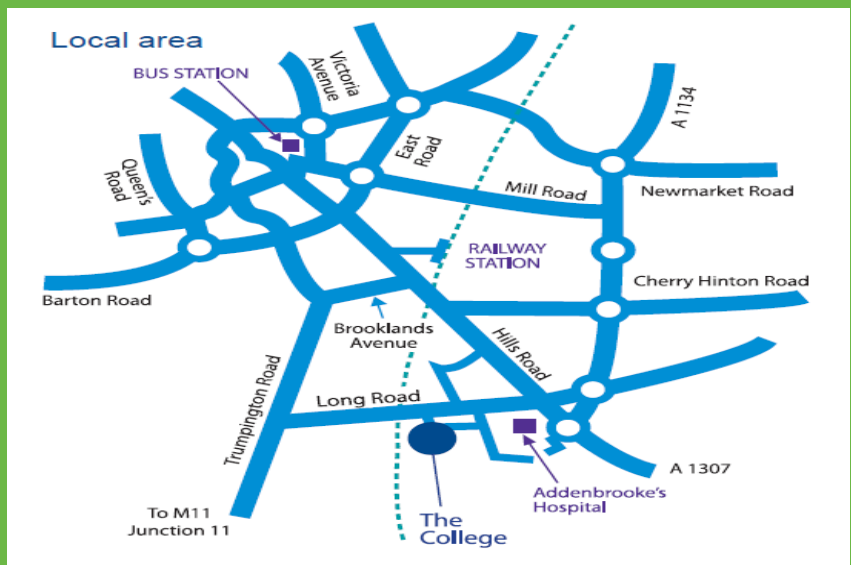 Local area
BUS STATION
Victoria
Avenue
East
Road
A 1134
Queen's
Road
Mill Road
Newmarket Road
RAILWAY
STATION
Barton Road
Cherry Hinton Road
Brooklands
Avenue
Hills Road
Trumpington Road
Long Road
A 1307
To M11
Junction 11
The
College
Addenbrooke's
Hospital